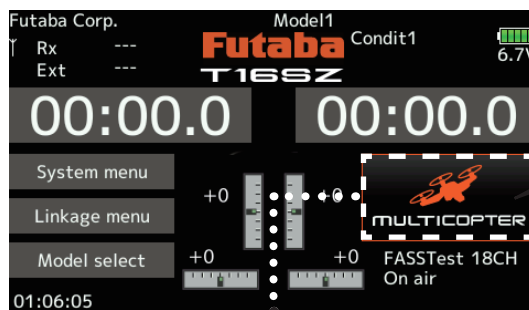 Futaba Corp.
Model1
Rx ---
Ext ---
Futaba
T16SZ
Condit1
6.7V
00:00.0
00:00.0
System menu
Linkage menu
Model select
+0
+0
+0
+0
MULTICOPTER
FASSTest 18CH
On air
01:06:05